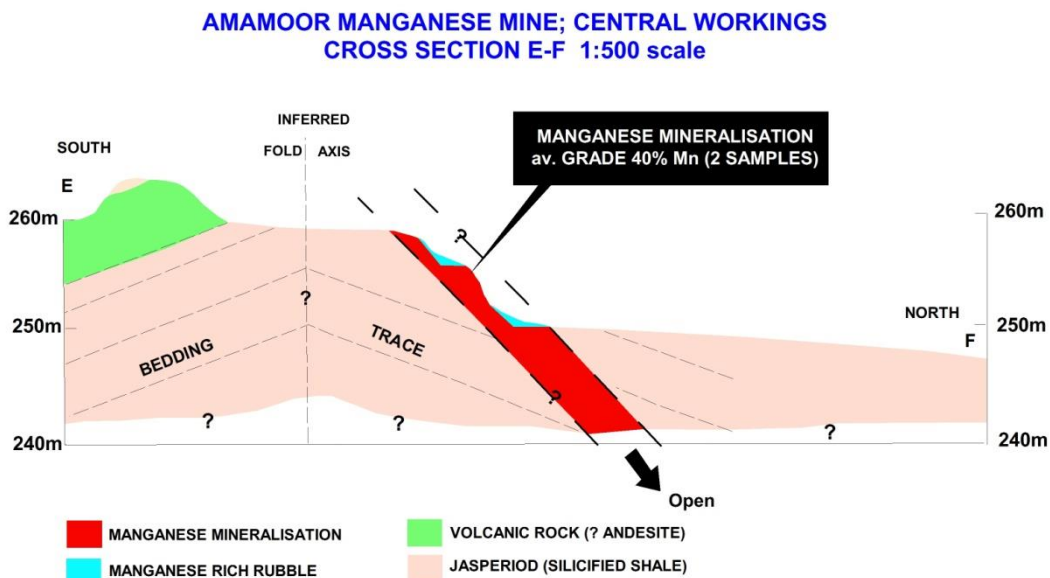 AMAMOOR MANGANESE MINE; CENTRAL WORKINGS
CROSS SECTION E-F 1:500 scale
INFERRED
FOLD AXIS
SOUTH
E
MANGANESE MINERALISATION
av. GRADE 40% Mn (2 SAMPLES)
260m
260m
?
?
250m
250m
NORTH
F
BEDDING
TRACE
?
?
?
?
240m
240m
Open
MANGANESE MINERALISATION
VOLCANIC ROCK (? ANDESITE)
MANGANESE RICH RUBBLE
JASPERIOD (SILICIFIED SHALE)